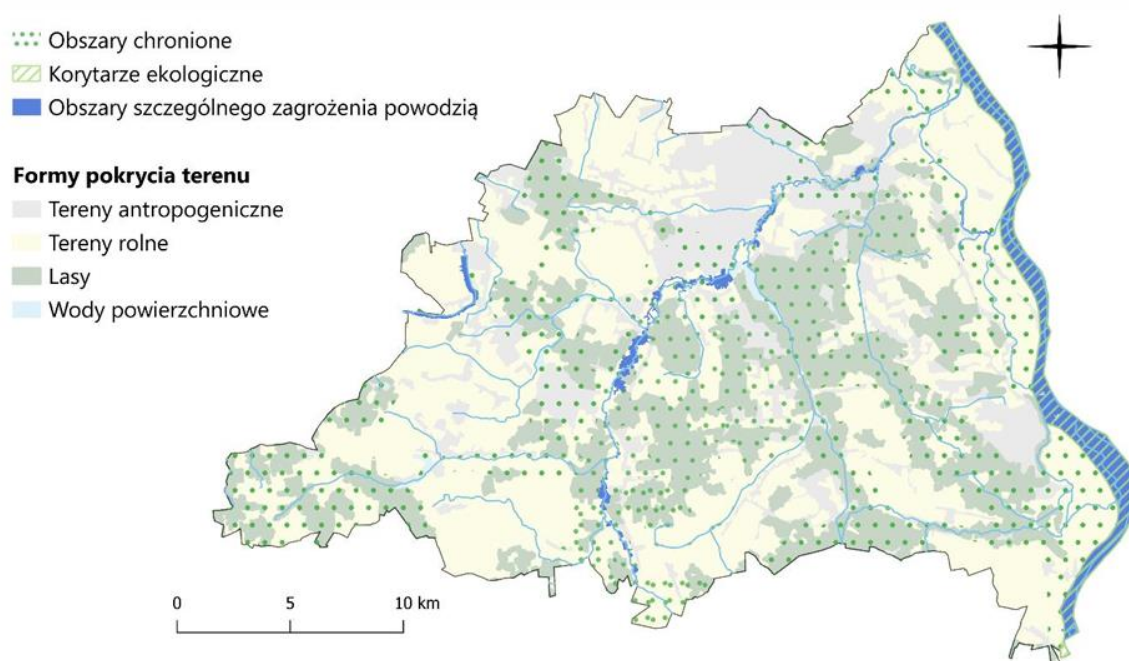 Obszary chronione
Korytarze ekologiczne
Obszary szczególnego zagrożenia powodzią
Formy pokrycia terenu
Tereny antropogeniczne
Tereny rolne
Lasy
Wody powierzchniowe
0 5 10 km